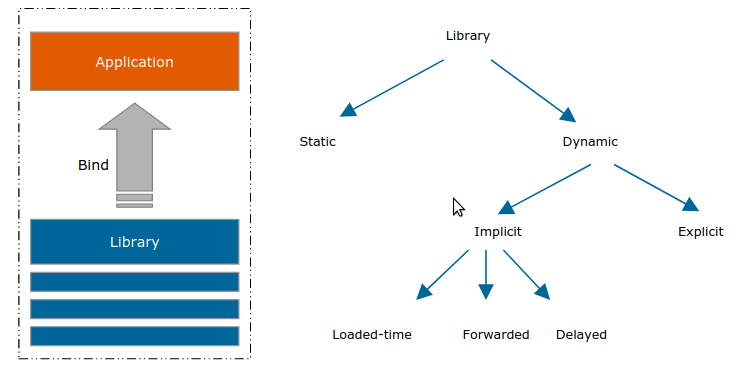 Application
Bind
Library
Library
Static
Dynamic
Implicit
Explicit
Loaded-time
Forwarded
Delayed